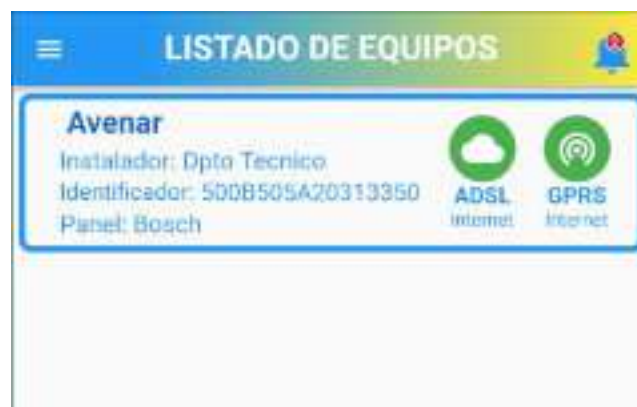 LISTADO DE EQUIPOS
Avenar
Instalador: Dpto Tecnico
Identificador: 500B505A20313350
Panel: Bosch
ADSL GPRS
Internet Internet